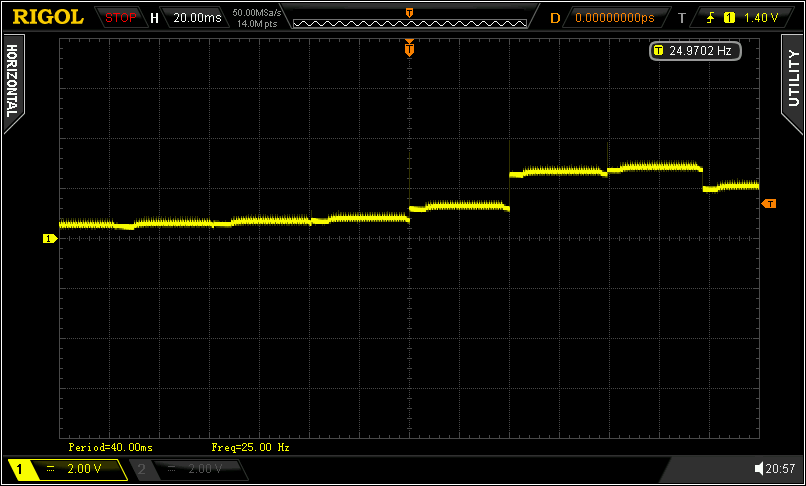 RIGOL STOP H 20.00ms 50.00MSa/s 14.0M pts T D 0.00000000ps T 1 1.40 V
HORIZONTAL
T
UTILITY
T 24.9702 Hz
T
1
Period=40.00ms Freq=25.00 Hz
1 2.00 V 2 2.00 V 20:57